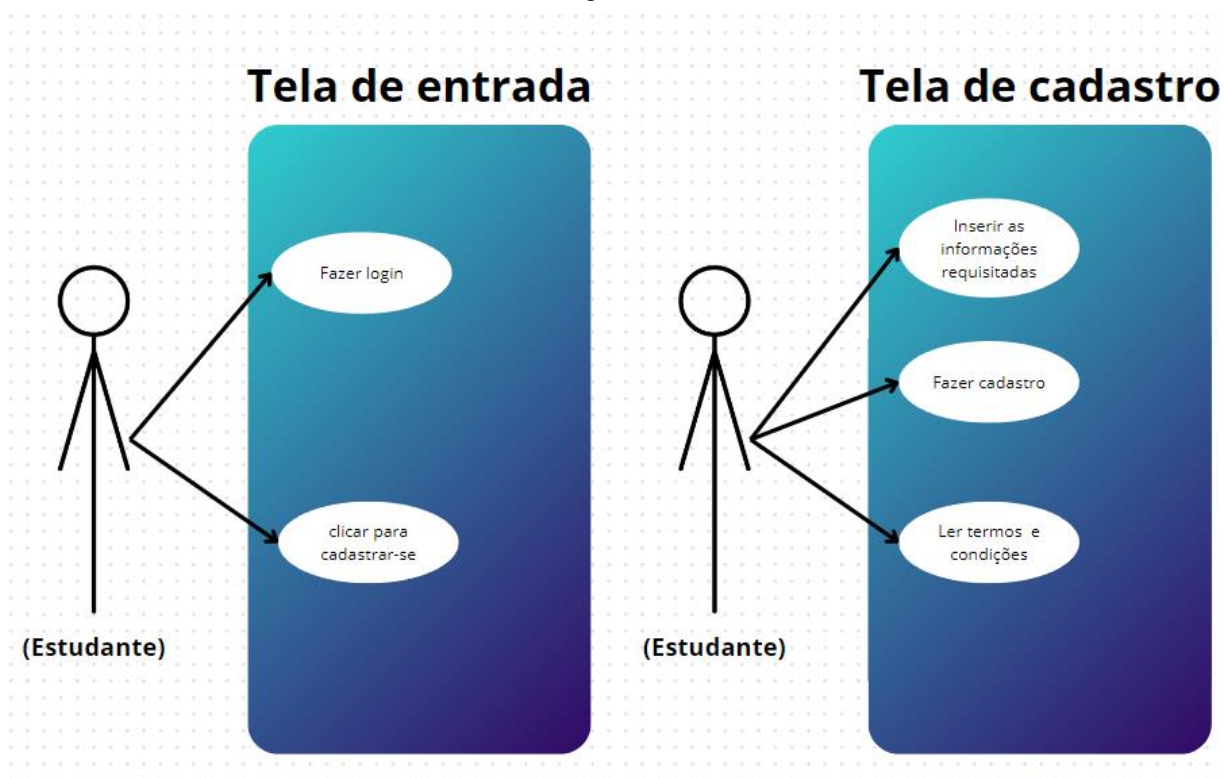 Tela de entrada
Fazer login
clicar para
cadastrar-se
(Estudante)
Tela de cadastro
Inserir as
informações
requisitadas
Fazer cadastro
Ler termos e
condições
(Estudante)